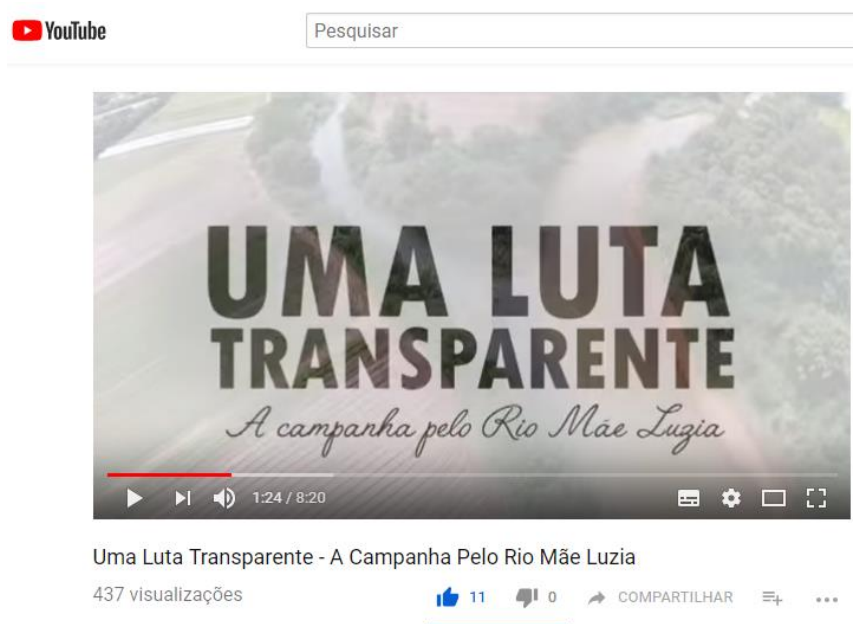 YouTube
Pesquisar
UMA LUTA
TRANSPARENTE
A campanha pelo Rio Mãe Luzia
1:24 / 8:20
Uma Luta Transparente - A Campanha Pelo Rio Mãe Luzia
437 visualizações
11 0 COMPARTILHAR